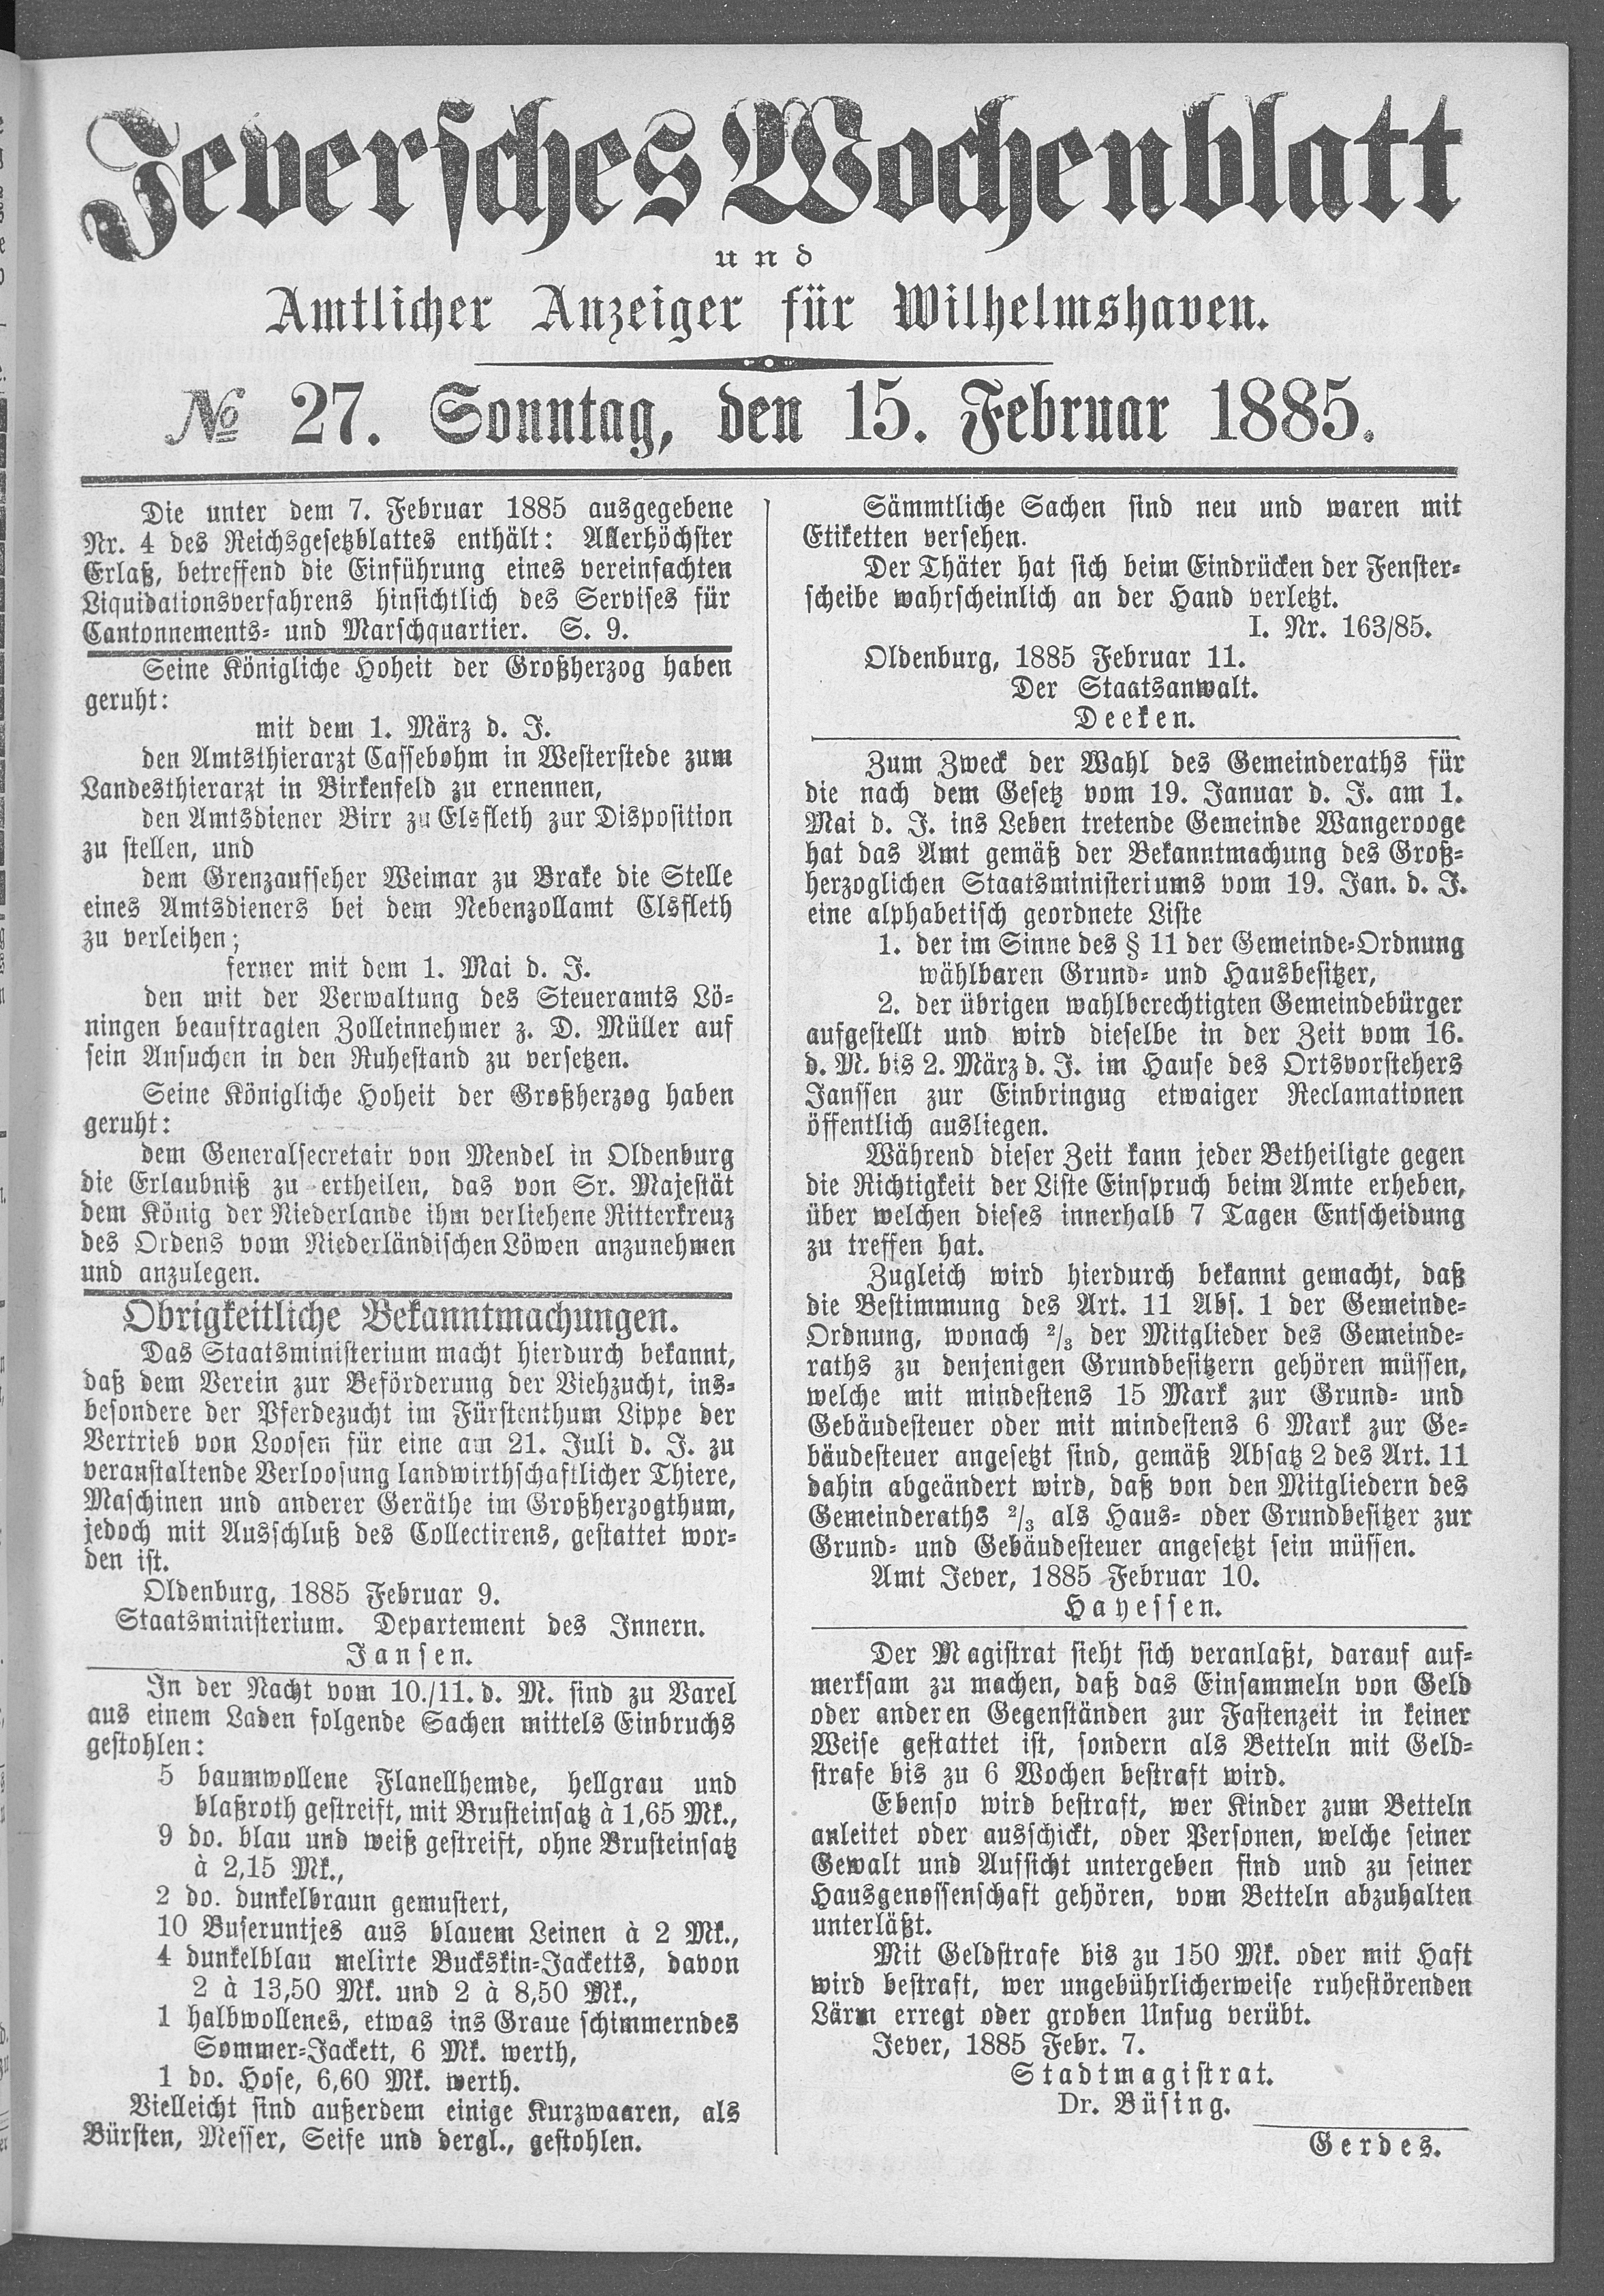 Jeversches Wochenblatt
und
Amtlicher Anzeiger für Wilhelmshaven.
№ 27. Sonntag, den 15. Februar 1885.
Die unter dem 7. Februar 1885 ausgegebene
Nr. 4 des Reichsgesetzblattes enthält: Allerhöchster
Erlaß, betreffend die Einführung eines vereinfachten
Liquidationsverfahrens hinsichtlich des Servises für
Cantonnements- und Marschquartier. S. 9.
Seine Königliche Hoheit der Großherzog haben
geruht:
mit dem 1. März d. J.
den Amtsthierarzt Cassebohm in Westerstede zum
Landesthierarzt in Birkenfeld zu ernennen,
den Amtsdiener Birr zu Elsfleth zur Disposition
zu stellen, und
dem Grenzaufseher Weimar zu Brake die Stelle
eines Amtsdieners bei dem Nebenzollamt Elsfleth
zu verleihen;
ferner mit dem 1. Mai d. J.
den mit der Verwaltung des Steueramts Lö-
ningen beauftragten Zolleinnehmer z. D. Müller auf
sein Ansuchen in den Ruhestand zu versetzen.
Seine Königliche Hoheit der Großherzog haben
geruht:
dem Generalsecretair von Mendel in Oldenburg
die Erlaubniß zu ertheilen, das von Sr. Majestät
dem König der Niederlande ihm verliehene Ritterkreuz
des Ordens vom Niederländischen Löwen anzunehmen
und anzulegen.
Obrigkeitliche Bekanntmachungen.
Das Staatsministerium macht hierdurch bekannt,
daß dem Verein zur Beförderung der Viehzucht, ins-
besondere der Pferdezucht im Fürstenthum Lippe der
Vertrieb von Loosen für eine am 21. Juli d. J. zu
veranstaltende Verloosung landwirthschaftlicher Thiere,
Maschinen und anderer Geräthe im Großherzogthum,
jedoch mit Ausschluß des Collectirens, gestattet wor-
den ist.
Oldenburg, 1885 Februar 9.
Staatsministerium. Departement des Innern.
Jansen.
In der Nacht vom 10./11. d. M. sind zu Varel
aus einem Laden folgende Sachen mittels Einbruchs
gestohlen:
5 baumwollene Flanellhemde, hellgrau und
blaßroth gestreift, mit Brusteinsatz à 1,65 Mk.,
9 do. blau und weiß gestreift, ohne Brusteinsatz
à 2,15 Mk.,
2 do. dunkelbraun gemustert,
10 Buseruntjes aus blauem Leinen à 2 Mk.,
4 dunkelblau melirte Buckskin-Jacketts, davon
2 à 13,50 Mk. und 2 à 8,50 Mk.,
1 halbwollenes, etwas ins Graue schimmerndes
Sommer-Jackett, 6 Mk. werth,
1 do. Hose, 6,60 Mk. werth.
Vielleicht sind außerdem einige Kurzwaaren, als
Bürsten, Messer, Seife und dergl., gestohlen.
Sämmtliche Sachen sind neu und waren mit
Etiketten versehen.
Der Thäter hat sich beim Eindrücken der Fenster-
scheibe wahrscheinlich an der Hand verletzt.
I. Nr. 163/85.
Oldenburg, 1885 Februar 11.
Der Staatsanwalt.
Deeken.
Zum Zweck der Wahl des Gemeinderaths für
die nach dem Gesetz vom 19. Januar d. J. am 1.
Mai d. J. ins Leben tretende Gemeinde Wangerooge
hat das Amt gemäß der Bekanntmachung des Groß-
herzoglichen Staatsministeriums vom 19. Jan. d. J.
eine alphabetisch geordnete Liste
1. der im Sinne des § 11 der Gemeinde-Ordnung
wählbaren Grund- und Hausbesitzer,
2. der übrigen wahlberechtigten Gemeindebürger
aufgestellt und wird dieselbe in der Zeit vom 16.
d. M. bis 2. März d. J. im Hause des Ortsvorstehers
Janssen zur Einbringug etwaiger Reclamationen
öffentlich ausliegen.
Während dieser Zeit kann jeder Betheiligte gegen
die Richtigkeit der Liste Einspruch beim Amte erheben,
über welchen dieses innerhalb 7 Tagen Entscheidung
zu treffen hat.
Zugleich wird hierdurch bekannt gemacht, daß
die Bestimmung des Art. 11 Abs. 1 der Gemeinde-
Ordnung, wonach 2/3 der Mitglieder des Gemeinde-
raths zu denjenigen Grundbesitzern gehören müssen,
welche mit mindestens 15 Mark zur Grund- und
Gebäudesteuer oder mit mindestens 6 Mark zur Ge-
bäudesteuer angesetzt sind, gemäß Absatz 2 des Art. 11
dahin abgeändert wird, daß von den Mitgliedern des
Gemeinderaths 2/3 als Haus- oder Grundbesitzer zur
Grund- und Gebäudesteuer angesetzt sein müssen.
Amt Jever, 1885 Februar 10.
Hayessen.
Der Magistrat sieht sich veranlaßt, darauf auf-
merksam zu machen, daß das Einsammeln von Geld
oder anderen Gegenständen zur Fastenzeit in keiner
Weise gestattet ist, sondern als Betteln mit Geld-
strafe bis zu 6 Wochen bestraft wird.
Ebenso wird bestraft, wer Kinder zum Betteln
anleitet oder ausschickt, oder Personen, welche seiner
Gewalt und Aufsicht untergeben sind und zu seiner
Hausgenossenschaft gehören, vom Betteln abzuhalten
unterläßt.
Mit Geldstrafe bis zu 150 Mk. oder mit Haft
wird bestraft, wer ungebührlicherweise ruhestörenden
Lärm erregt oder groben Unfug verübt.
Jever, 1885 Febr. 7.
Stadtmagistrat.
Dr. Büsing.
Gerdes.